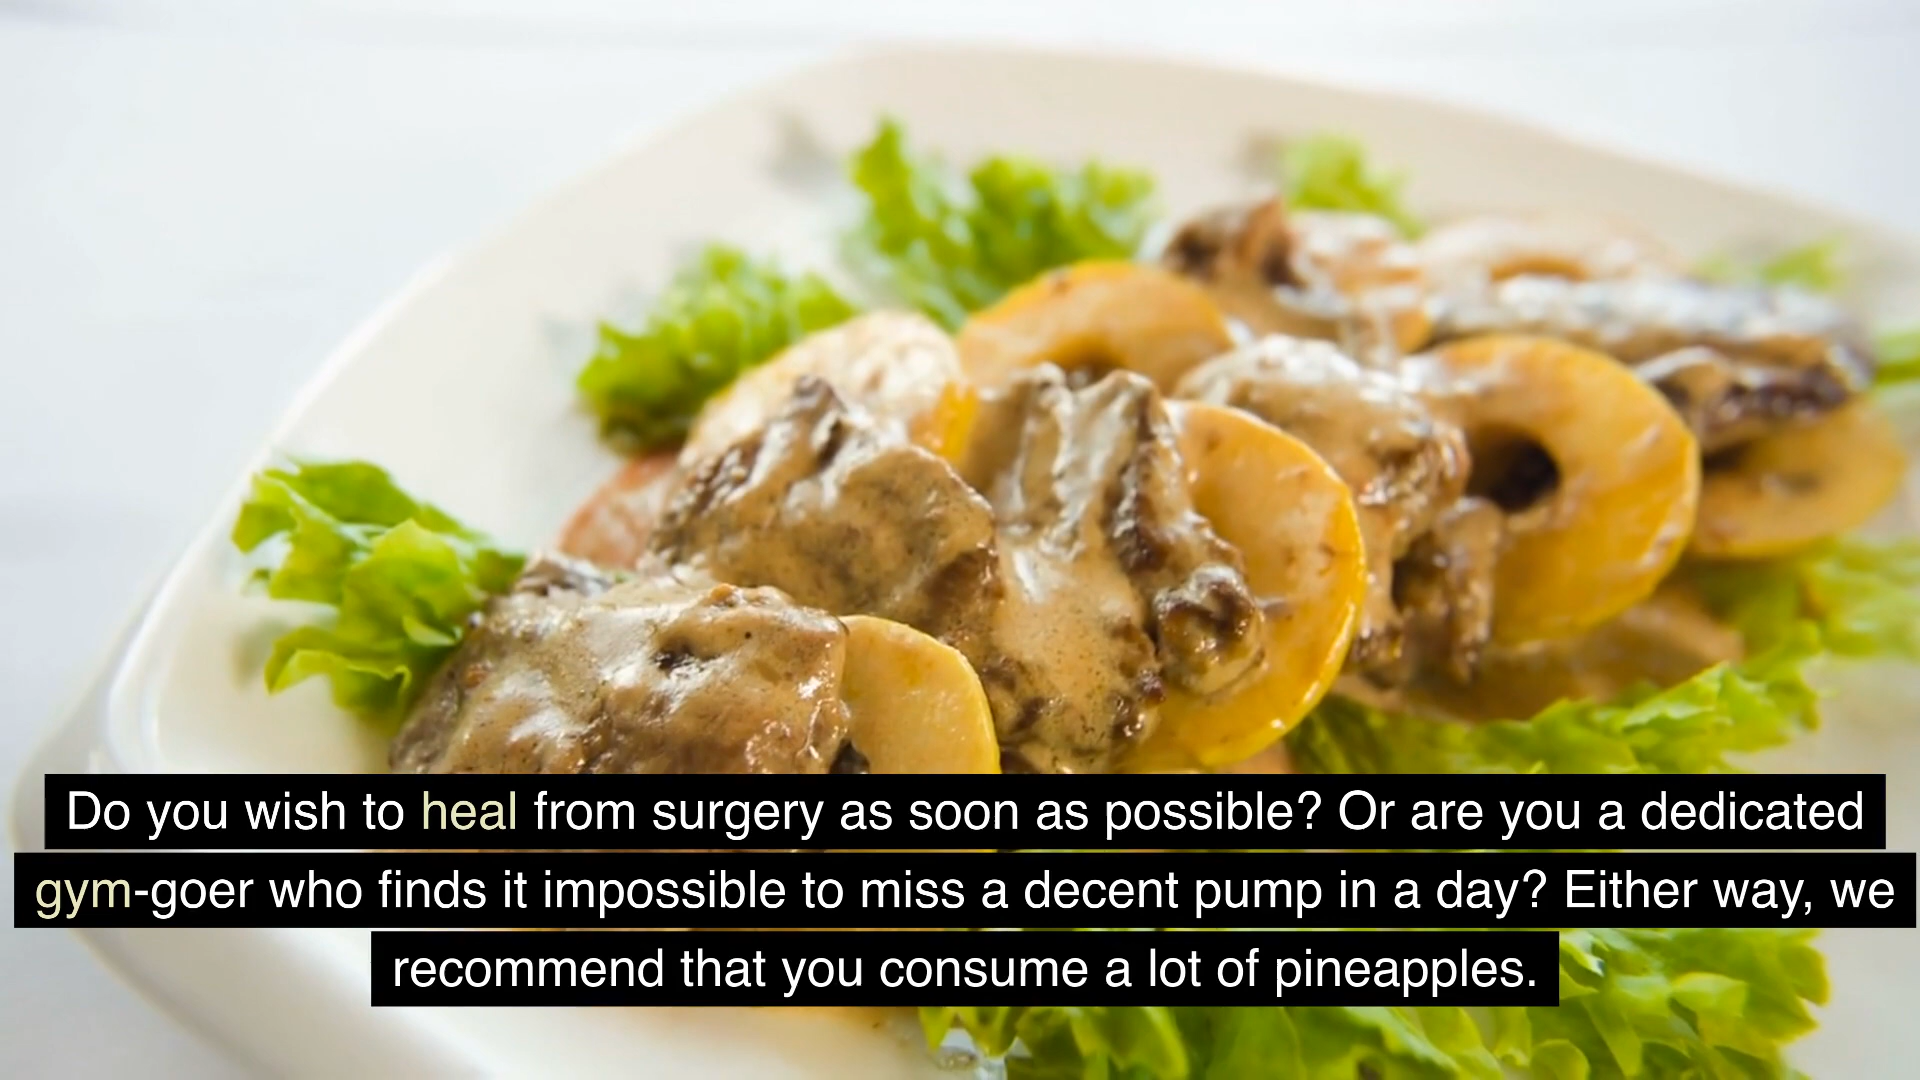 Do you wish to heal from surgery as soon as possible? Or are you a dedicated
gym-goer who finds it impossible to miss a decent pump in a day? Either way, we
recommend that you consume a lot of pineapples.